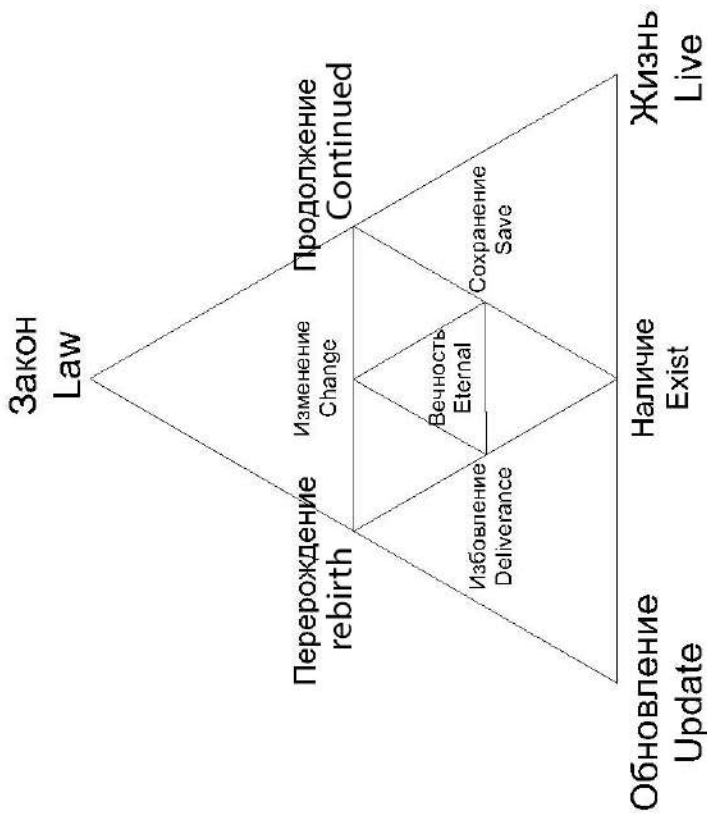 Закон
Law
Перерождение
rebirth
Изменение
Change
Продолжение
Continued
Вечность
Eternal
Избовление
Deliverance
Сохранение
Save
Обновление
Update
Наличие
Exist
Жизнь
Live